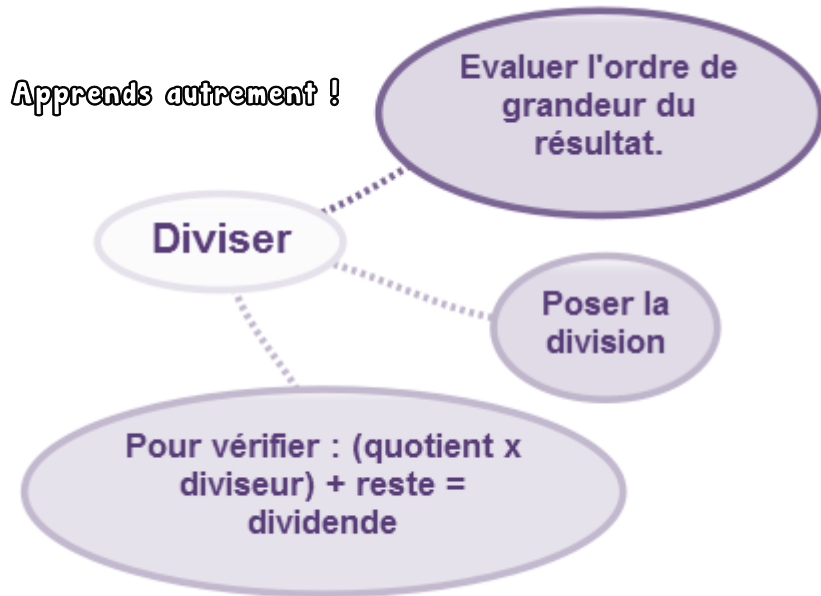 Apprends autrement !
Evaluer l'ordre de
grandeur du
résultat.
Diviser
Poser la
division
Pour vérifier : (quotient x
diviseur) + reste =
dividende